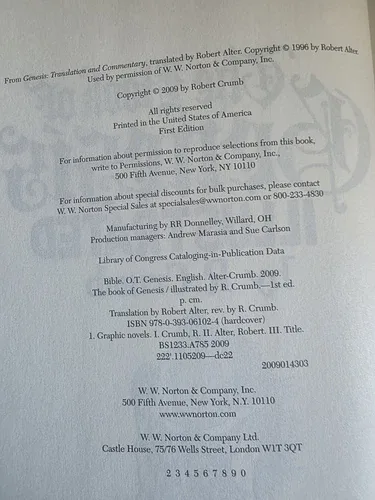 From Genesis: Translation and Commentary, translated by Robert Alter. Copyright © 1996 by Robert Alter.
Used by permission of W. W. Norton & Company, Inc.
Copyright © 2009 by Robert Crumb
All rights reserved
Printed in the United States of America
First Edition
For information about permission to reproduce selections from this book,
write to Permissions, W. W. Norton & Company, Inc.,
500 Fifth Avenue, New York, NY 10110
For information about special discounts for bulk purchases, please contact
W. W. Norton Special Sales at specialsales@wwnorton.com or 800-233-4830
Manufacturing by RR Donnelley, Willard, OH
Production managers: Andrew Marasia and Sue Carlson
Library of Congress Cataloging-in-Publication Data
Bible. O.T. Genesis. English. Alter-Crumb. 2009.
The book of Genesis / illustrated by R. Crumb.—1st ed.
p. cm.
Translation by Robert Alter, rev. by R. Crumb.
ISBN 978-0-393-06102-4 (hardcover)
1. Graphic novels. I. Crumb, R. II. Alter, Robert. III. Title.
BS1233.A785 2009
222'.1105209—dc22
2009014303
W. W. Norton & Company, Inc.
500 Fifth Avenue, New York, N.Y. 10110
www.wwnorton.com
W. W. Norton & Company Ltd.
Castle House, 75/76 Wells Street, London W1T 3QT
2 3 4 5 6 7 8 9 0